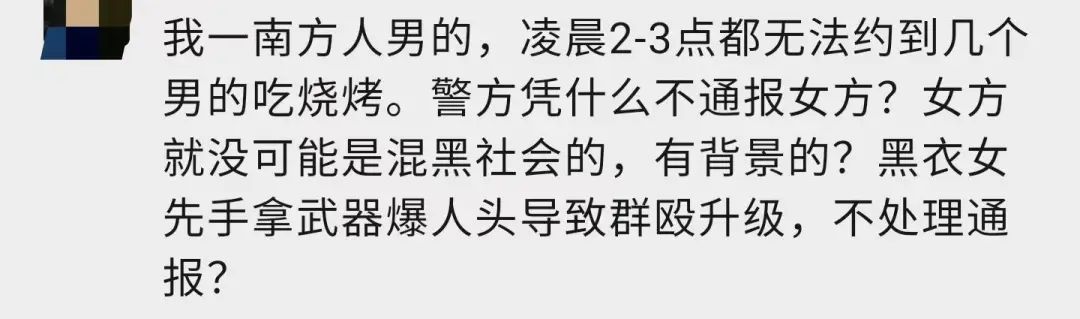 我一南方人男的，凌晨2-3点都无法约到几个
男的吃烧烤。警方凭什么不通报女方？女方
就没可能是混黑社会的，有背景的？黑衣女
先手拿武器爆人头导致群殴升级，不处理通
报？